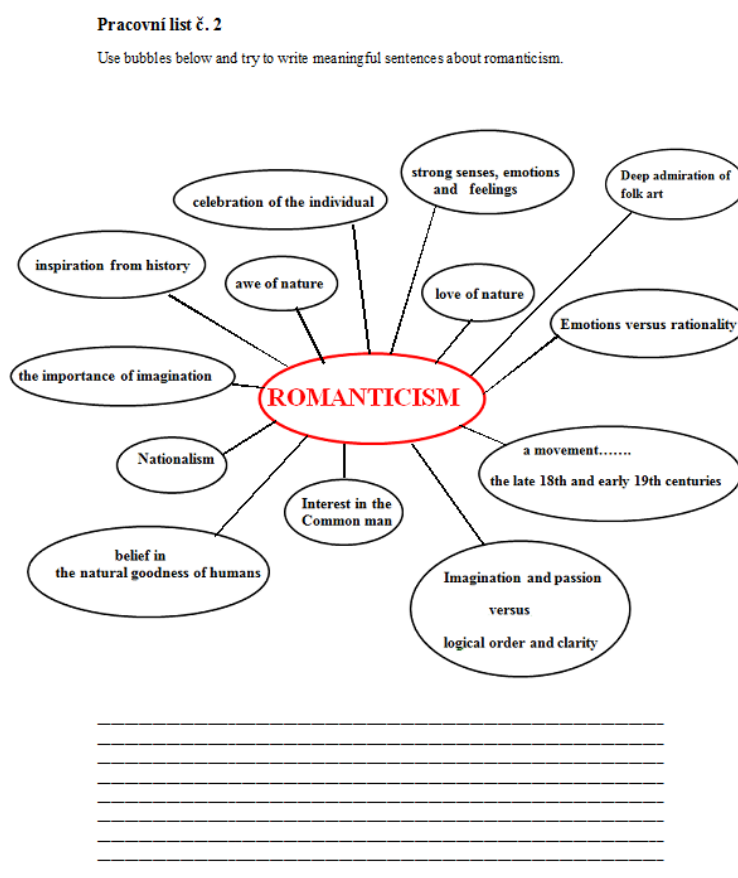 Pracovní list č. 2
Use bubbles below and try to write meaningful sentences about romanticism.
strong senses, emotions
and feelings
Deep admiration of
folk art
celebration of the individual
inspiration from history
awe of nature
love of nature
Emotions versus rationality
the importance of imagination
ROMANTICISM
Nationalism
a movement.......
the late 18th and early 19th centuries
Interest in the
Common man
belief in
the natural goodness of humans
Imagination and passion
versus
logical order and clarity